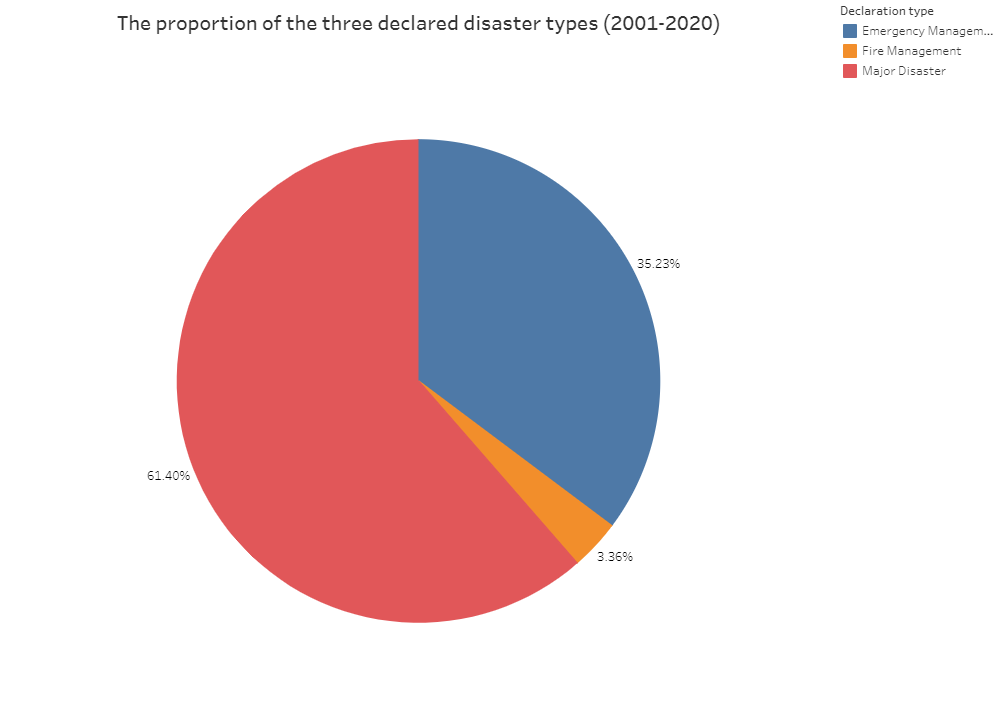 The proportion of the three declared disaster types (2001-2020)
Declaration type
Emergency Managem...
Fire Management
Major Disaster
35.23%
61.40%
3.36%